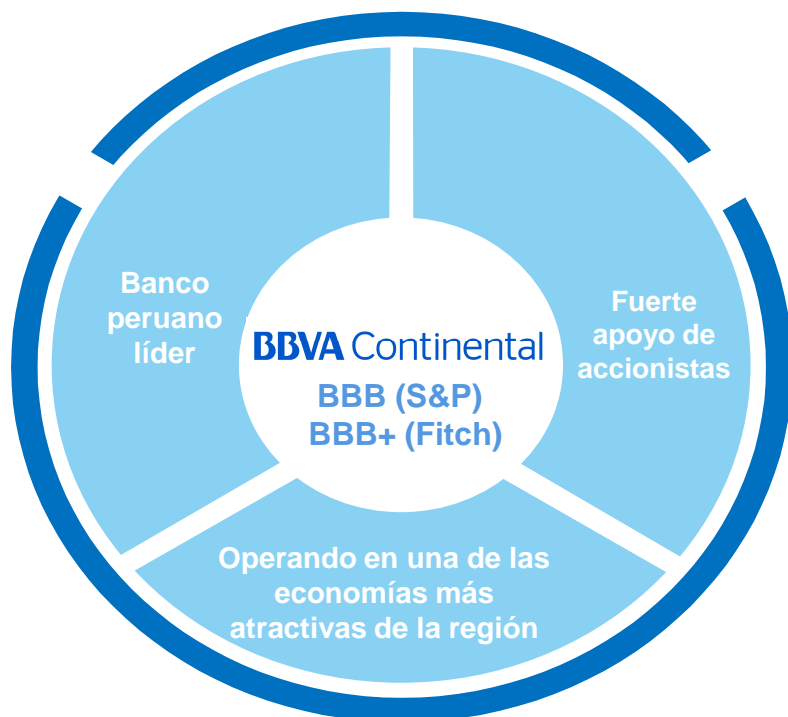 Banco
peruano
líder
Fuerte
apoyo de
accionistas
BBVA Continental
BBB (S&P)
BBB+ (Fitch)
Operando en una de las
economías más
atractivas de la región